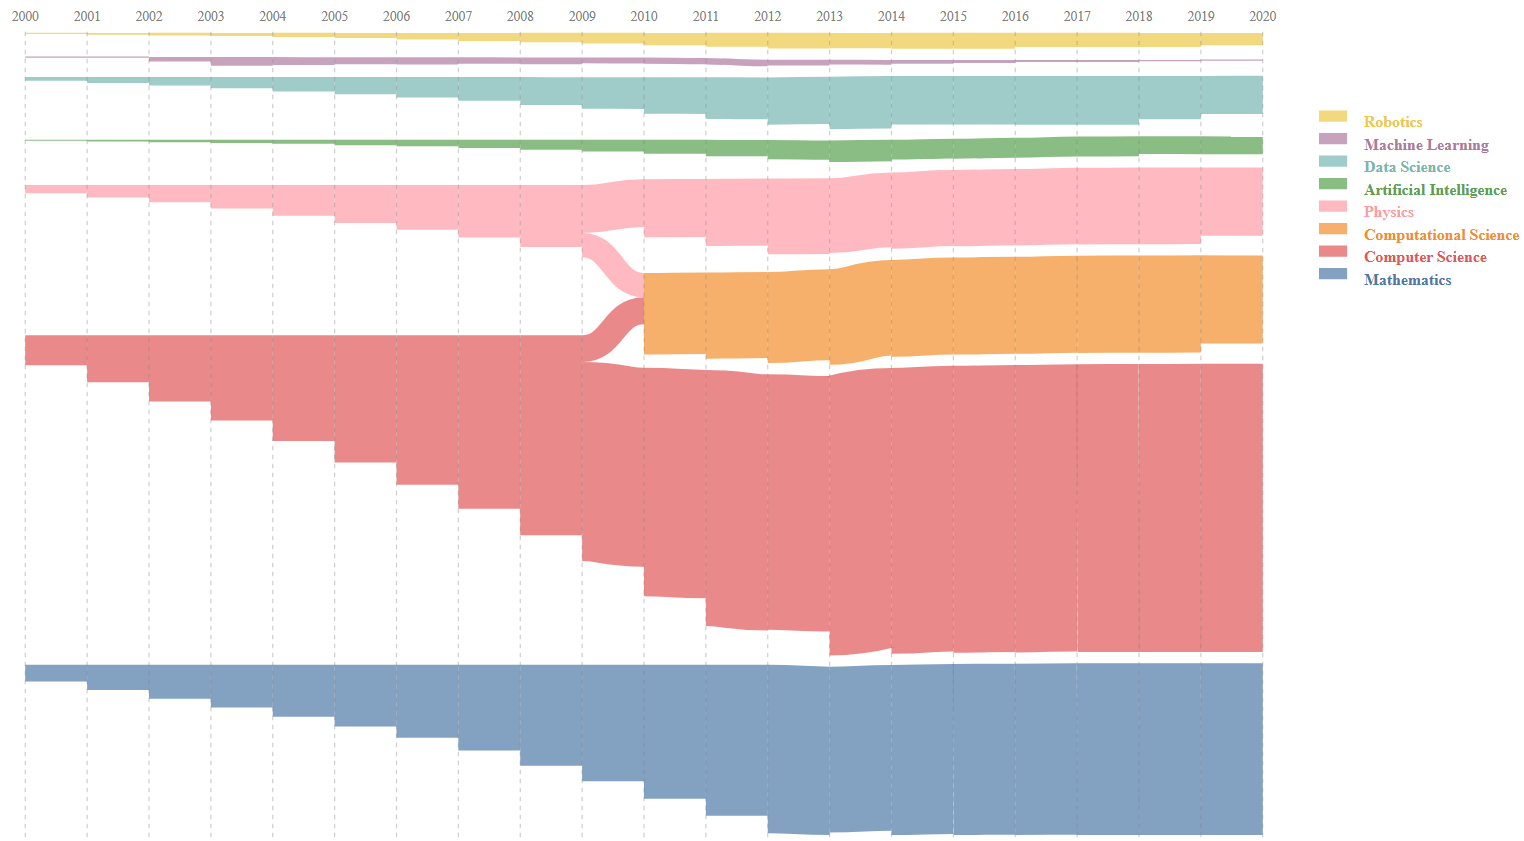 2000 2001 2002 2003 2004 2005 2006 2007 2008 2009 2010 2011 2012 2013 2014 2015 2016 2017 2018 2019 2020
Robotics
Machine Learning
Data Science
Artificial Intelligence
Physics
Computational Science
Computer Science
Mathematics